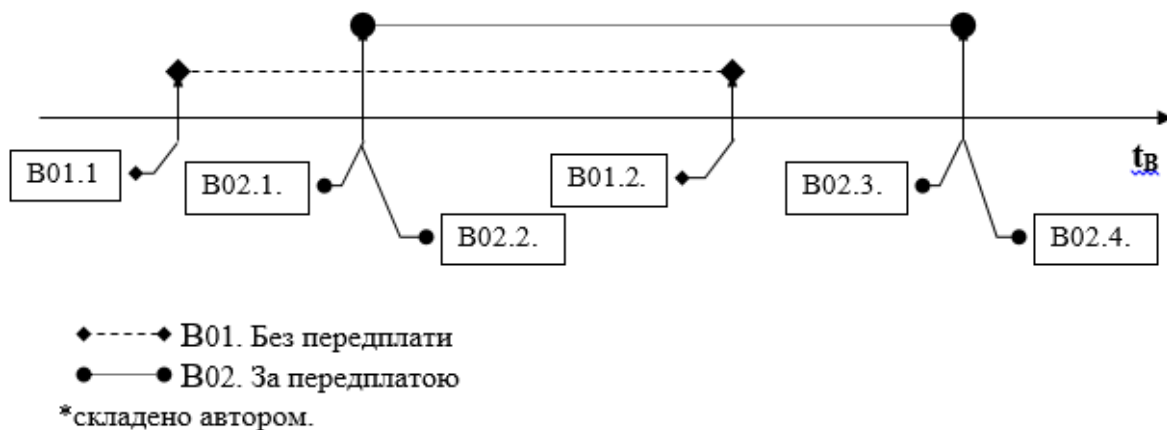 B01.1
B02.1.
B02.2.
B01.2.
B02.3.
B02.4.
tB
B01. Без передплати
B02. За передплатою
*складено автором.